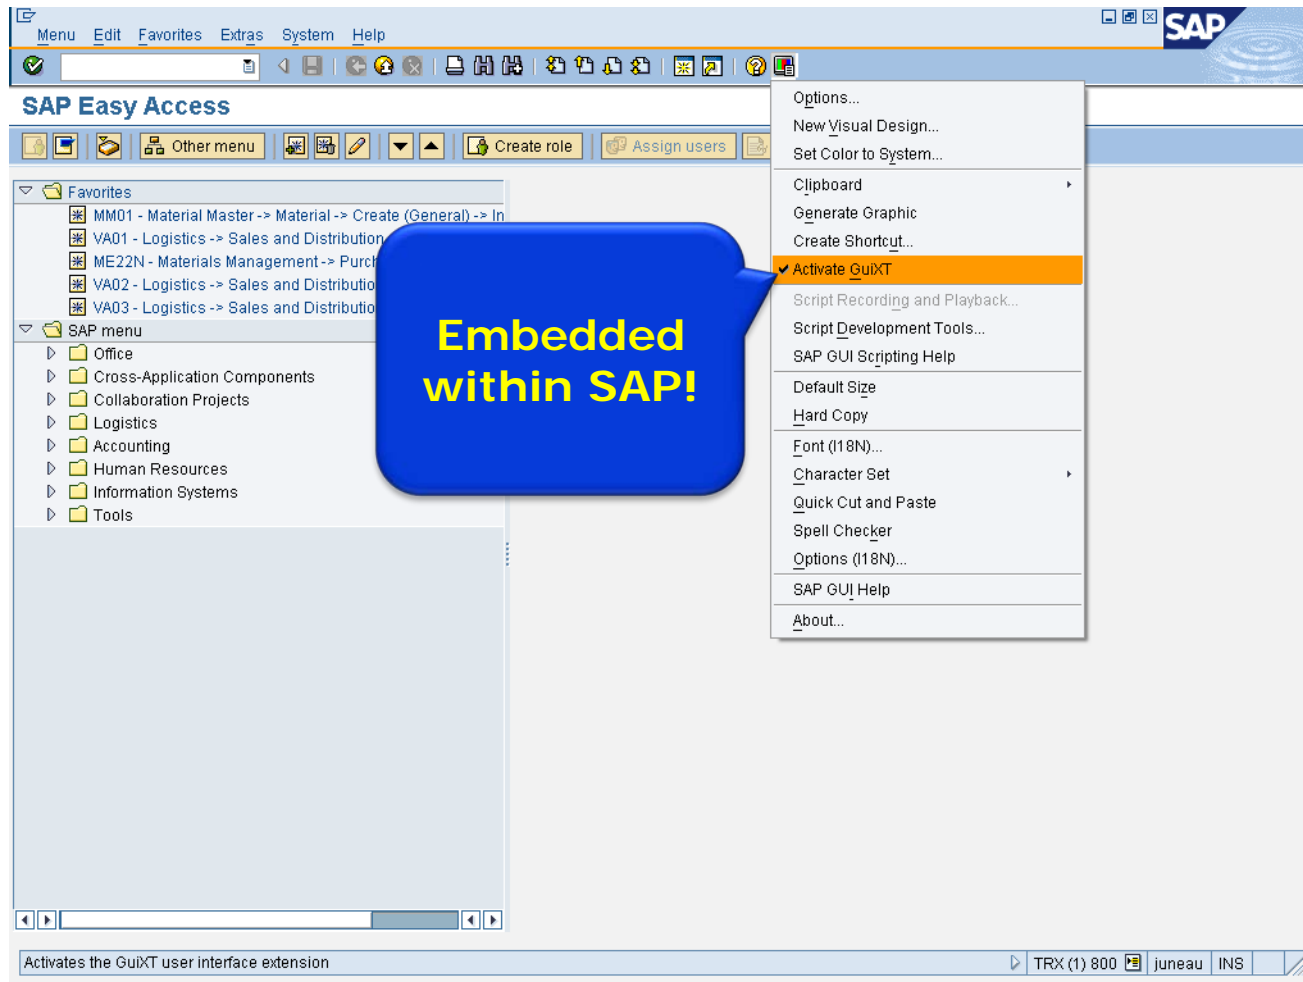 Menu Edit Favorites Extras System Help
SAP
SAP Easy Access
Other menu Create role Assign users
Favorites
MM01 - Material Master -> Material -> Create (General) -> In
VA01 - Logistics -> Sales and Distribution
ME22N - Materials Management -> Purch
VA02 - Logistics -> Sales and Distributio
VA03 - Logistics -> Sales and Distributio
SAP menu
Office
Cross-Application Components
Collaboration Projects
Logistics
Accounting
Human Resources
Information Systems
Tools
Embedded
within SAP!
Options...
New Visual Design...
Set Color to System...
Clipboard
Generate Graphic
Create Shortcut...
Activate GuiXT
Script Recording and Playback...
Script Development Tools...
SAP GUI Scripting Help
Default Size
Hard Copy
Font (I18N)...
Character Set
Quick Cut and Paste
Spell Checker
Options (I18N)...
SAP GUI Help
About...
Activates the GuiXT user interface extension
TRX (1) 800 juneau INS